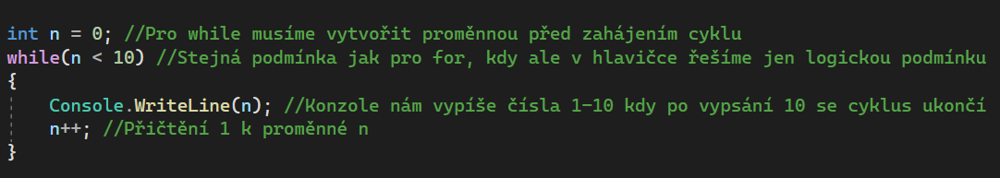 int n = 0; //Pro while musíme vytvořit proměnnou před zahájením cyklu
while(n < 10) //Stejná podmínka jak pro for, kdy ale v hlavičce řešíme jen logickou podmínku
{
    Console.WriteLine(n); //Konzole nám vypíše čísla 1-10 kdy po vypsání 10 se cyklus ukončí
    n++; //Přičtění 1 k proměnné n
}